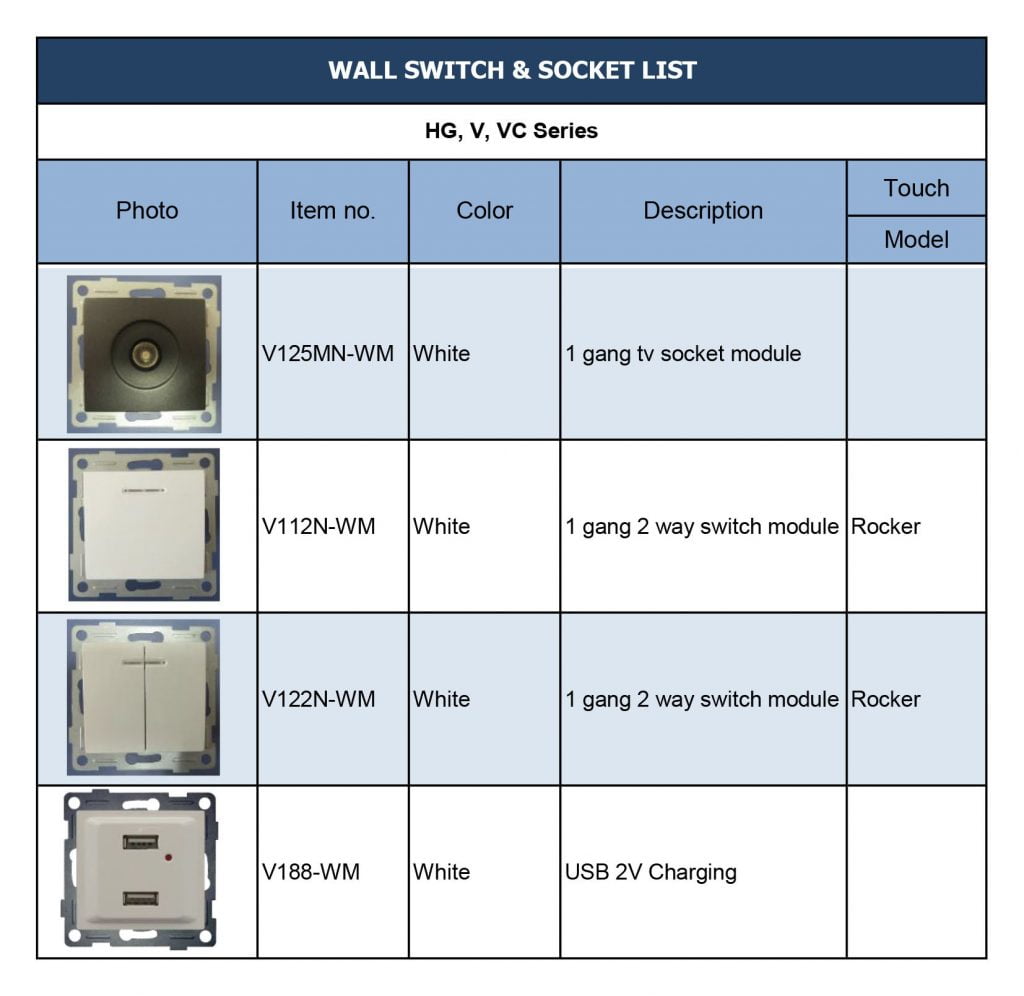 WALL SWITCH & SOCKET LIST
HG, V, VC Series
Photo Item no. Color Description Touch
Model
V125MN-WM White 1 gang tv socket module
V112N-WM White 1 gang 2 way switch module Rocker
V122N-WM White 1 gang 2 way switch module Rocker
V188-WM White USB 2V Charging